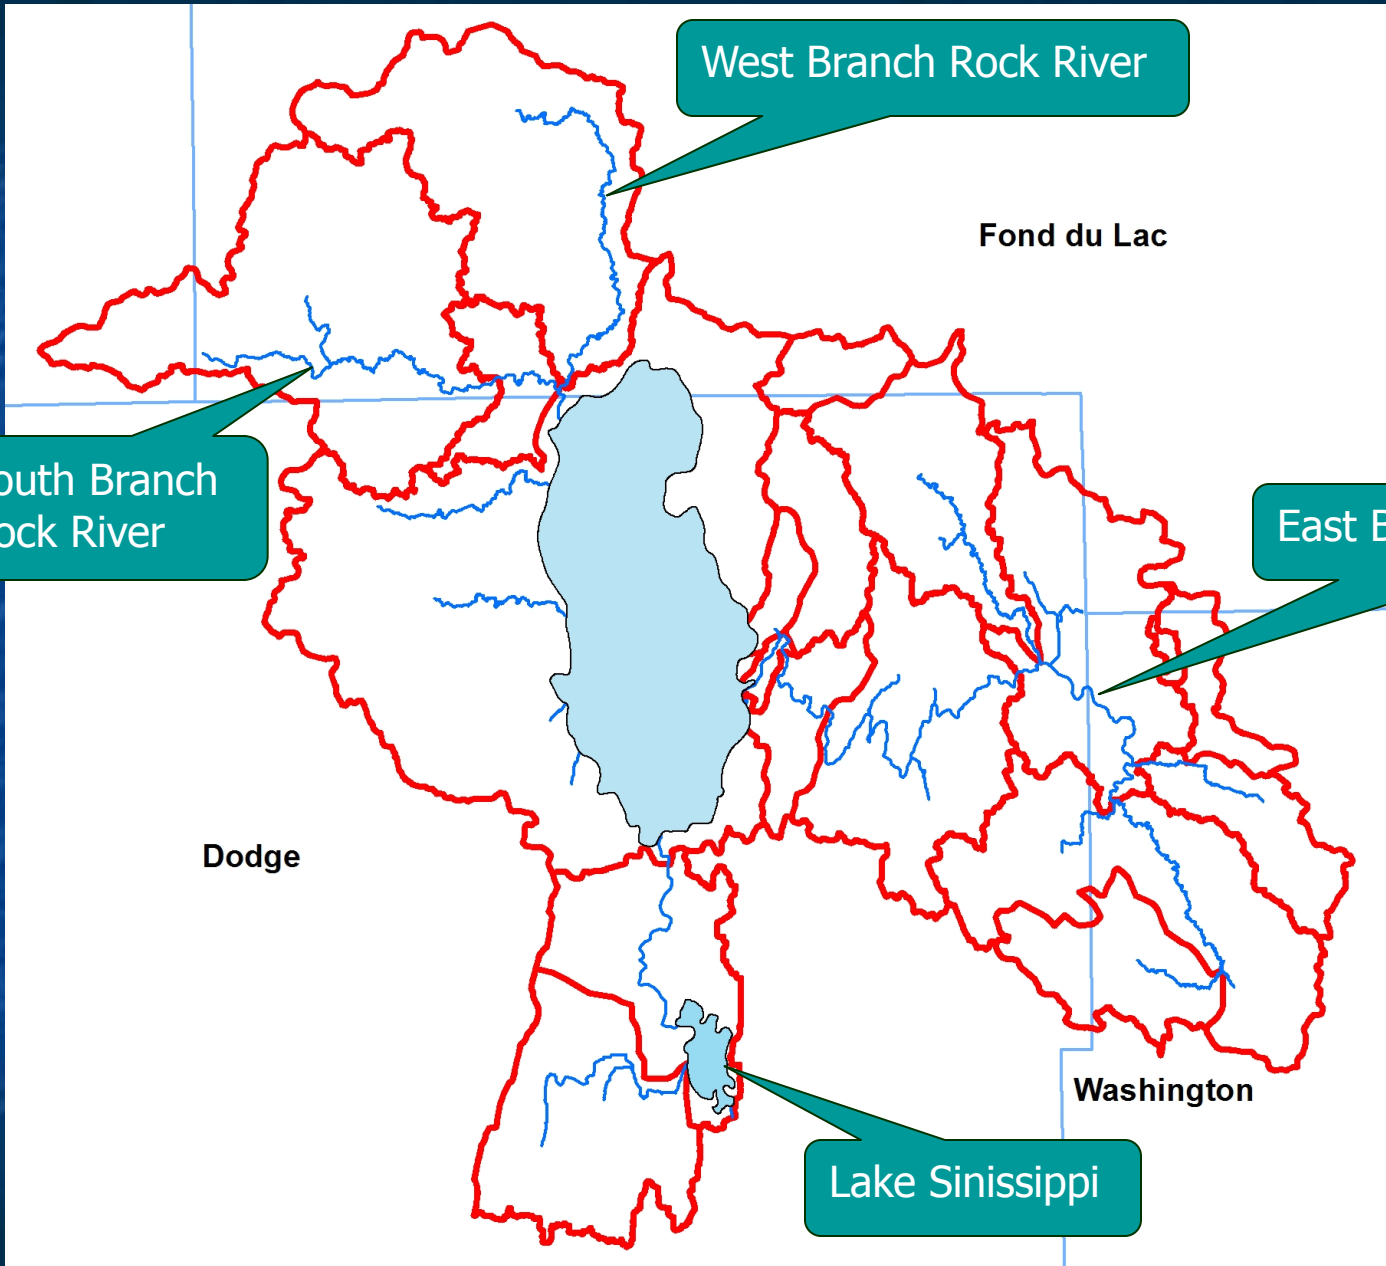 West Branch Rock River
Fond du Lac
outh Branch
ock River
East B
Dodge
Washington
Lake Sinissippi